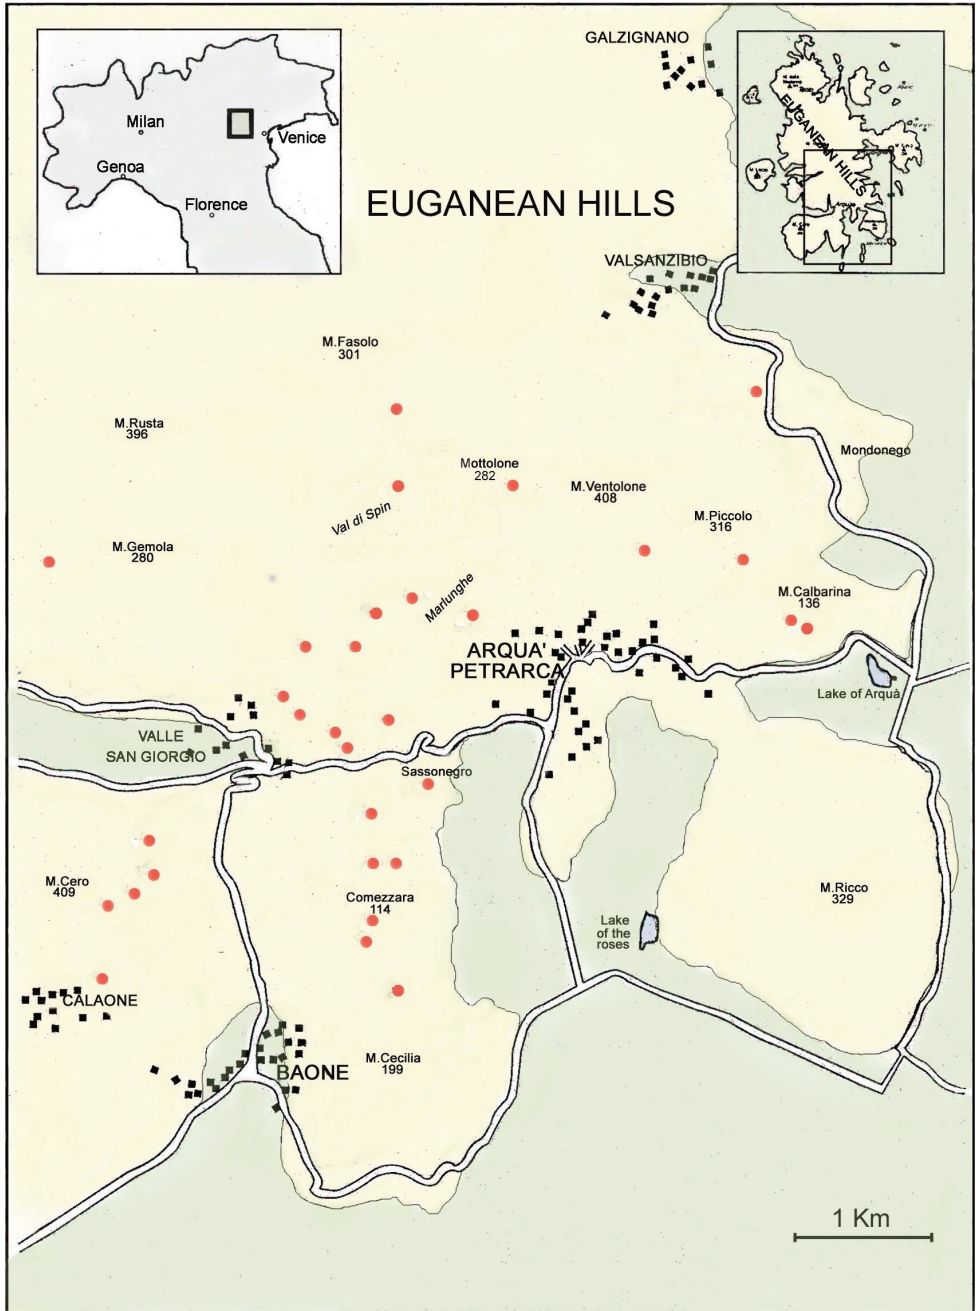 GALZIGNANO
Milan
Venice
Genoa
Florence
EUGANEAN HILLS
EUGANEAN HILLS
VALSANZIBIO
M.Fasolo
301
M.Rusta
396
Mondonego
Mottolone
282
M.Ventolone
408
Val di Spin
M.Piccolo
316
M.Gemola
280
Marlunghe
M.Calbarina
136
ARQUA'
PETRARCA
Lake of Arquà
VALLE
SAN GIORGIO
Sassonegro
M.Cero
409
Comezzara
114
M.Ricco
329
Lake
of the
roses
CALAONE
M.Cecilia
199
BAONE
1 Km